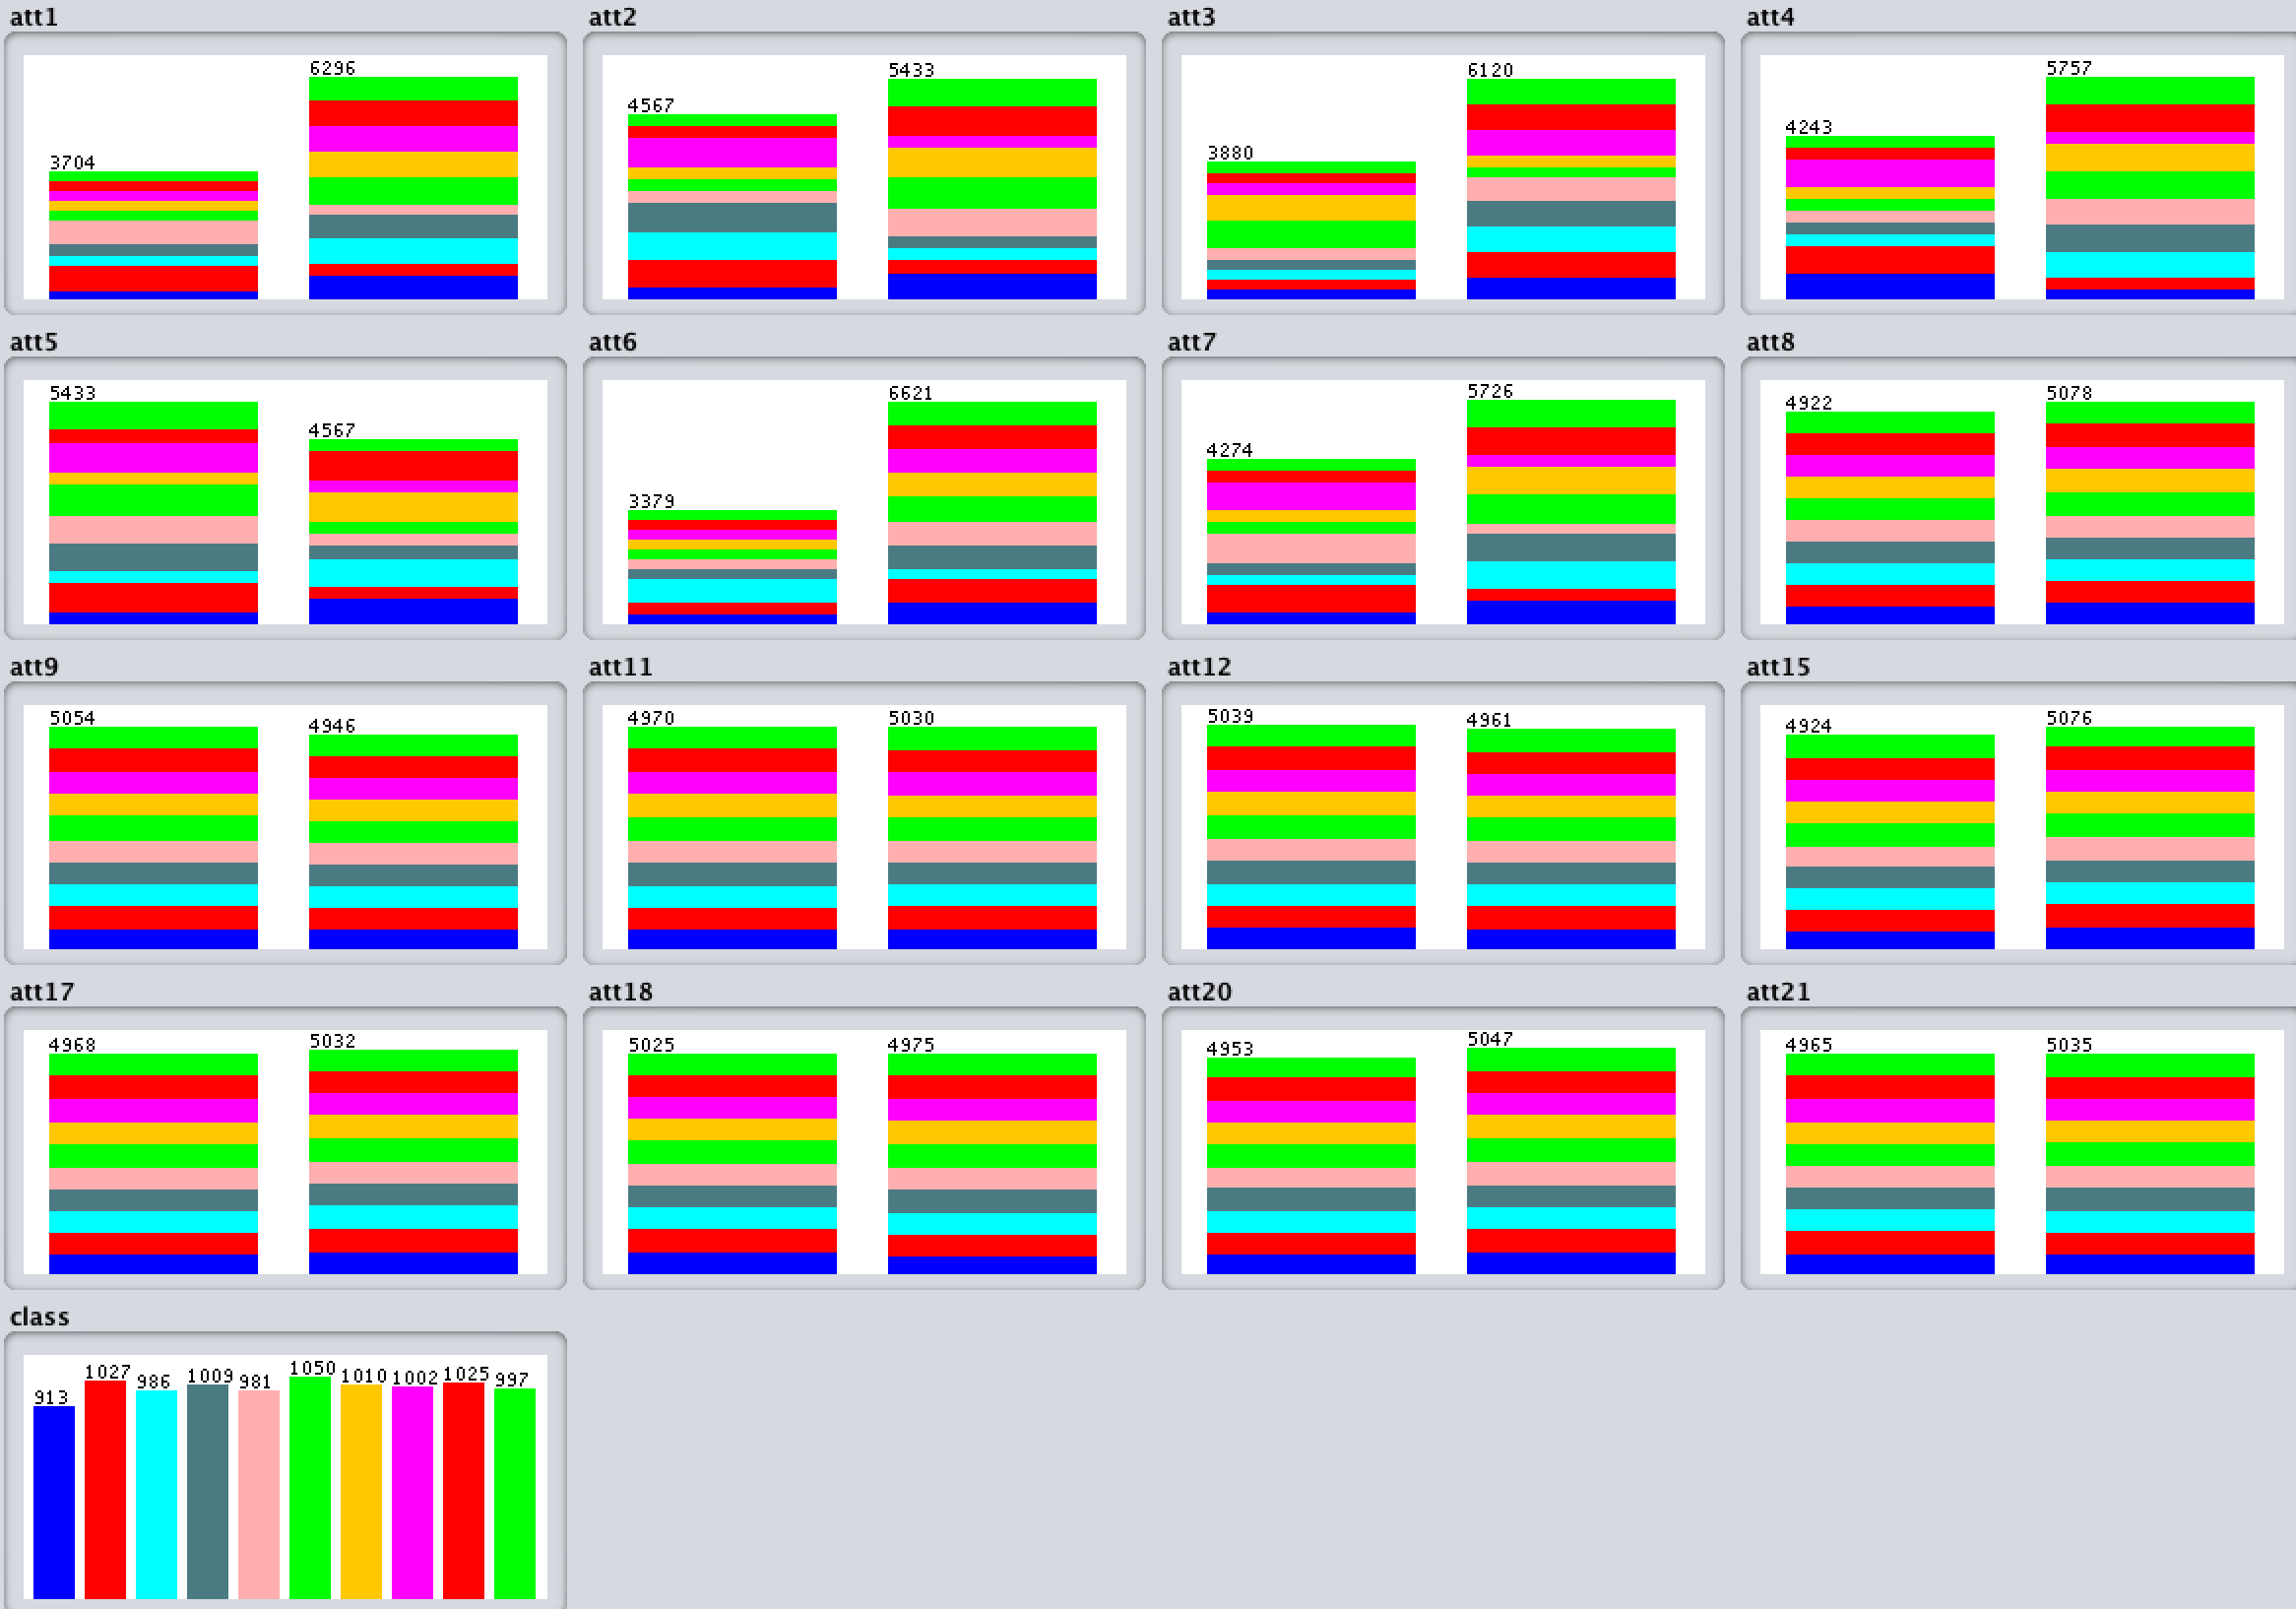 att1 att2 att3 att4
3704 6296 4567 5433 3880 6120 4243 5757
att5 att6 att7 att8
5433 4567 3379 6621 4274 5726 4922 5078
att9 att11 att12 att15
5054 4946 4970 5030 5039 4961 4924 5076
att17 att18 att20 att21
4968 5032 5025 4975 4953 5047 4965 5035
class
913 1027 986 1009 981 1050 1010 1002 1025 997